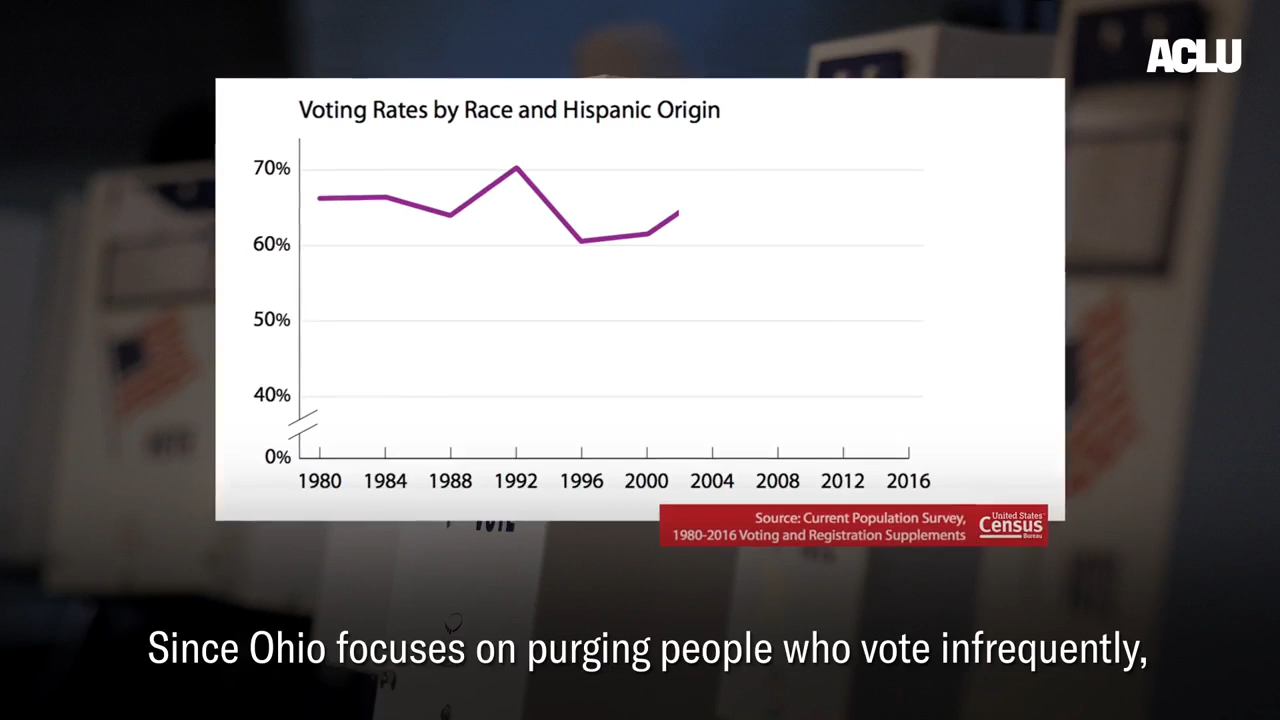 ACLU
Voting Rates by Race and Hispanic Origin
70%
60%
50%
40%
0%
1980 1984 1988 1992 1996 2000 2004 2008 2012 2016
Source: Current Population Survey,
1980-2016 Voting and Registration Supplements
United States
Census
Bureau
VOTE
Since Ohio focuses on purging people who vote infrequently,